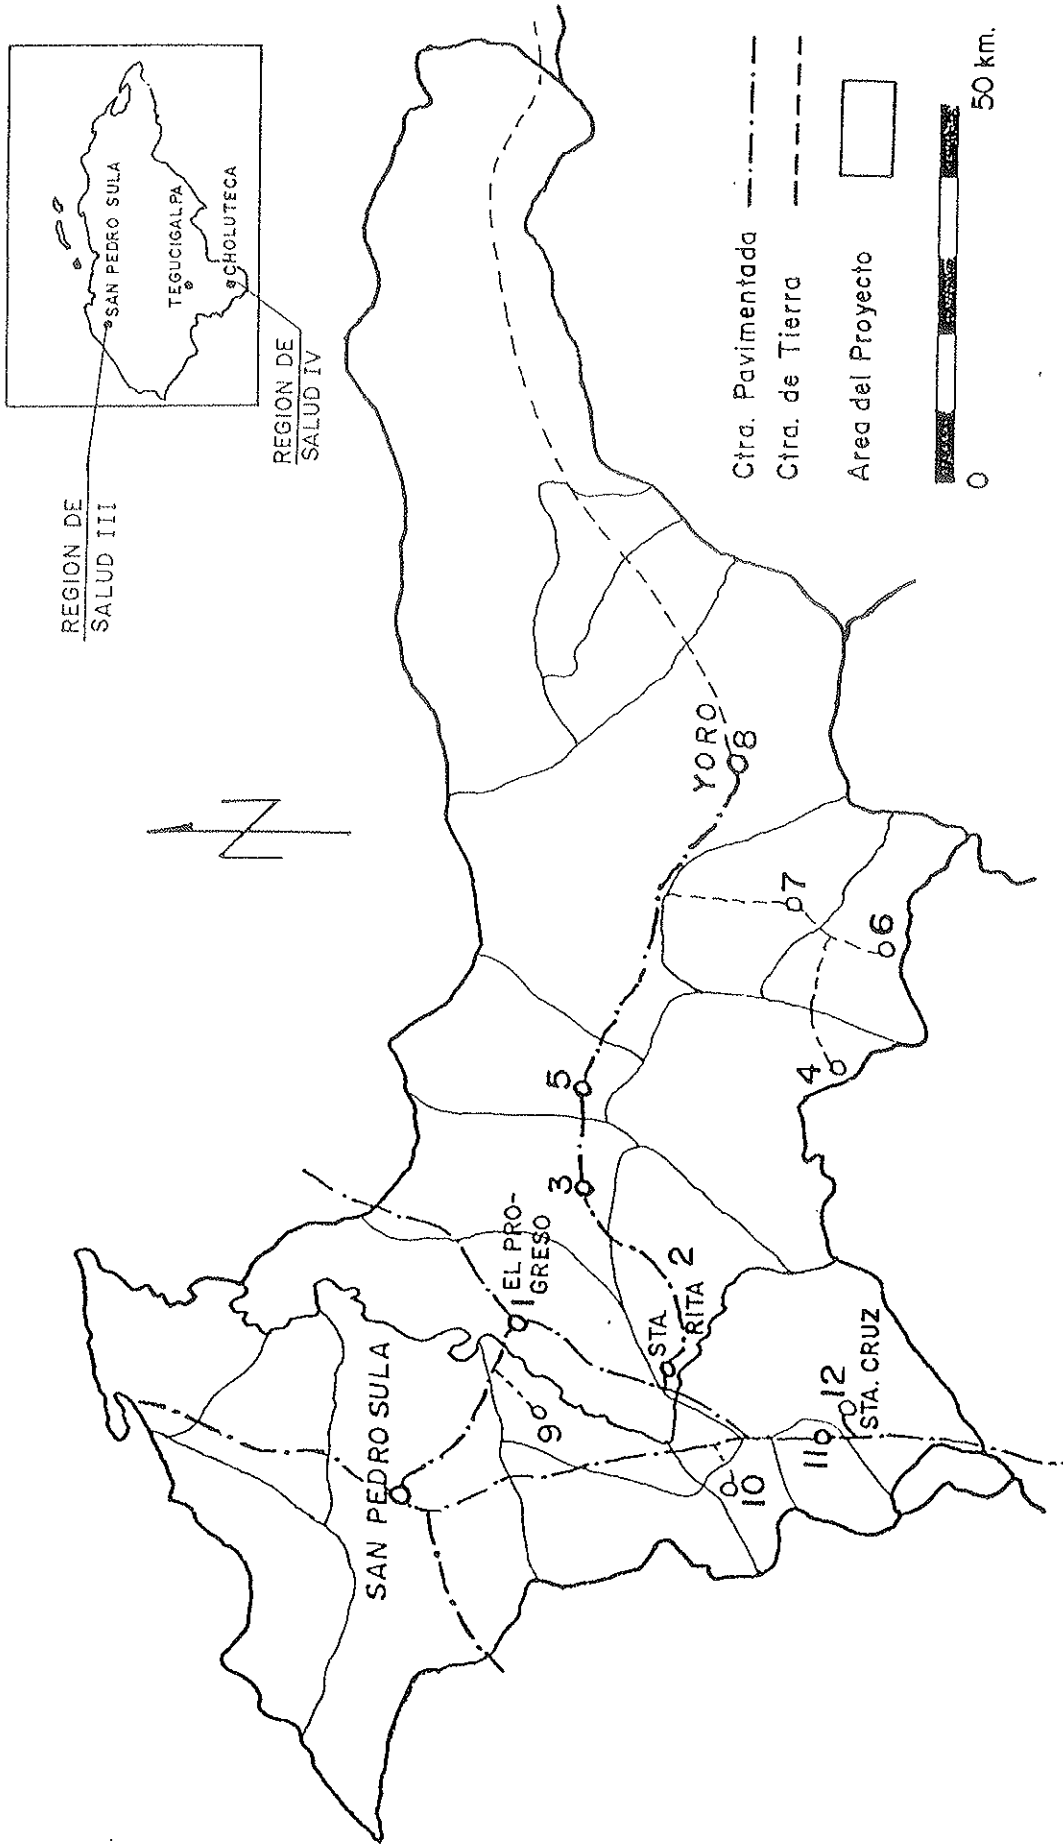 REGION DE
SALUD III
SAN PEDRO SULA
TEGUCIGALPA
CHOLUTECA
REGION DE
SALUD IV
N
SAN PEDRO SULA
1 EL PRO-
GRESO
9
STA.
RITA 2
3
5
YORO
8
10
11
12
STA. CRUZ
4
7
6
Ctra. Pavimentada
Ctra. de Tierra
Area del Proyecto
0
50 km.